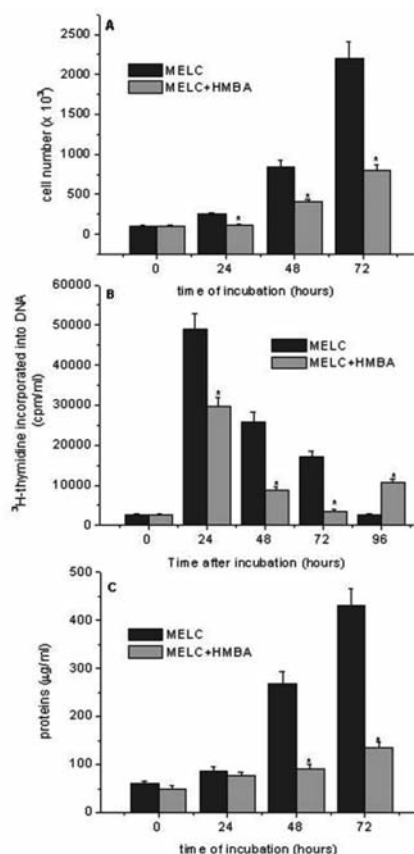 A
2500
2000
1500
1000
500
0
cell number (x 10³)
MELC
MELC+HMBA
*
*
*
0 24 48 72
time of incubation (hours)
B
60000
50000
40000
30000
20000
10000
0
³H-thymidine incorporated into DNA
(cpm/ml)
MELC
MELC+HMBA
*
*
*
*
0 24 48 72 96
Time after incubation (hours)
C
500
400
300
200
100
0
proteins (µg/ml)
MELC
MELC+HMBA
*
*
0 24 48 72
time of incubation (hours)